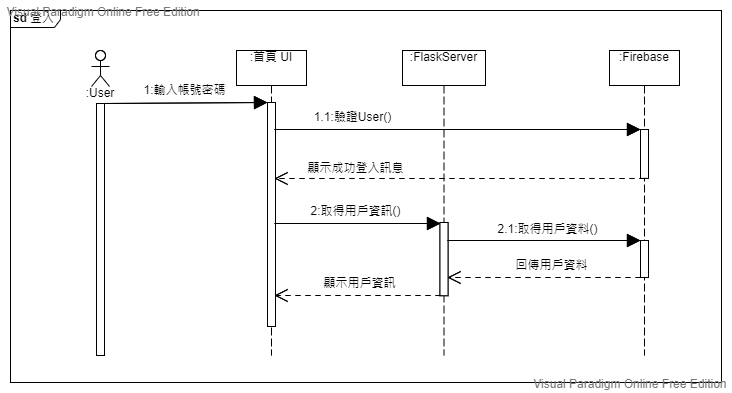 Visual Paradigm Online Free Edition
sd 登入
:User
:首頁 UI
:FlaskServer
:Firebase
1:輸入帳號密碼
1.1:驗證User()
顯示成功登入訊息
2:取得用戶資訊()
2.1:取得用戶資料()
回傳用戶資料
顯示用戶資訊
Visual Paradigm Online Free Edition